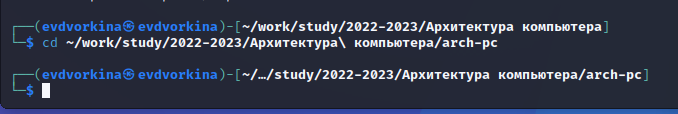 ┌──(evdvorkina㉿evdvorkina)-[~/work/study/2022-2023/Архитектура компьютера]
└─$ cd ~/work/study/2022-2023/Архитектура\ компьютера/arch-pc
┌──(evdvorkina㉿evdvorkina)-[~/…/study/2022-2023/Архитектура компьютера/arch-pc]
└─$